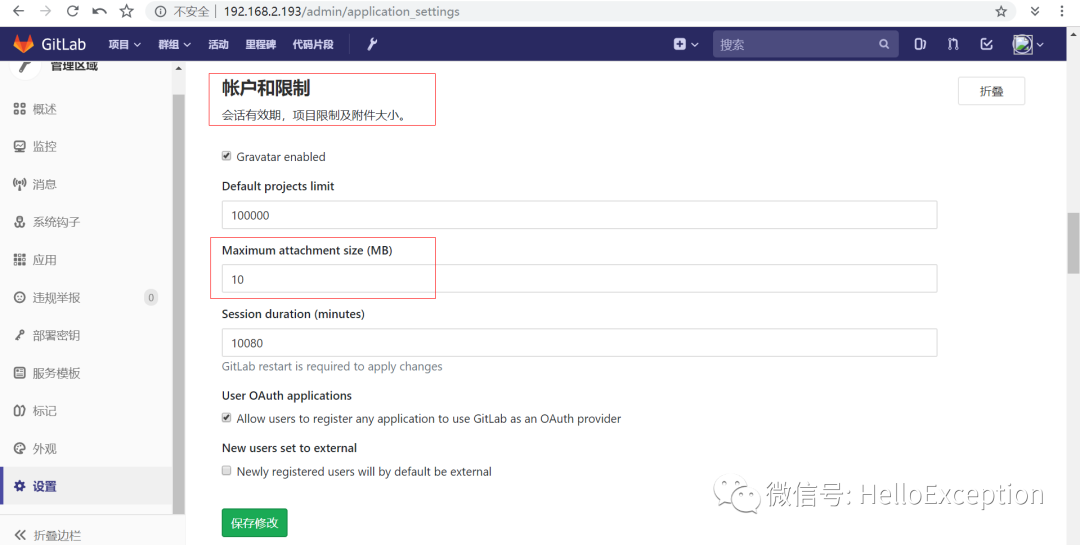 不安全 192.168.2.193/admin/application_settings
GitLab 项目 群组 活动 里程碑 代码片段 搜索
管理区域
概述
监控
消息
系统钩子
应用
违规举报 0
部署密钥
服务模板
标记
外观
设置
折叠边栏
帐户和限制
折叠
会话有效期，项目限制及附件大小。
Gravatar enabled
Default projects limit
100000
Maximum attachment size (MB)
10
Session duration (minutes)
10080
GitLab restart is required to apply changes
User OAuth applications
Allow users to register any application to use GitLab as an OAuth provider
New users set to external
Newly registered users will by default be external
保存修改
微信号: HelloException